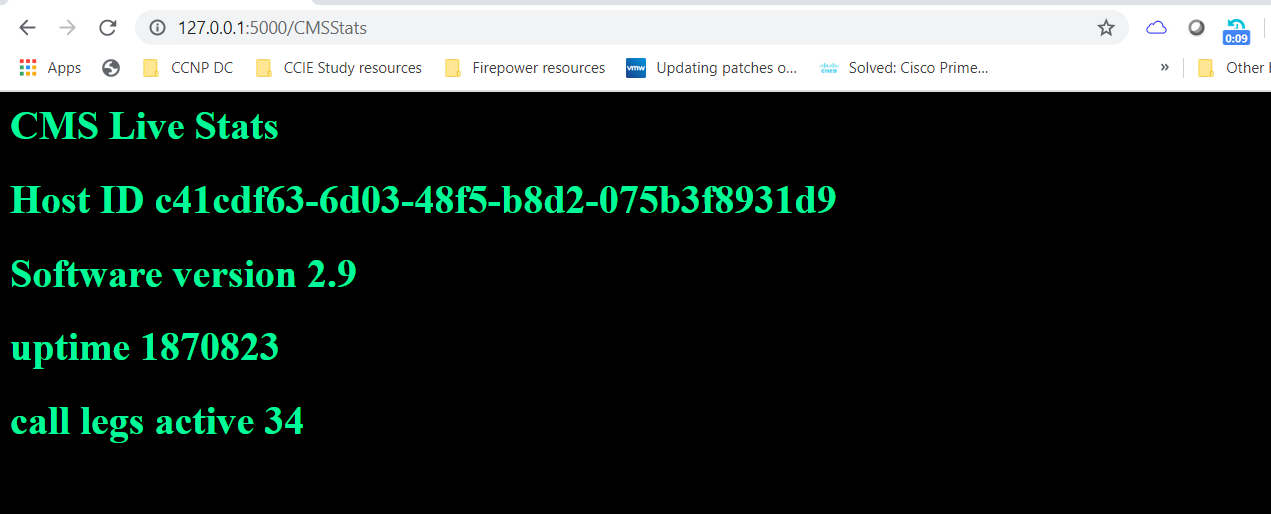 127.0.0.1:5000/CMSStats
0:09
Apps CCNP DC CCIE Study resources Firepower resources vmw Updating patches o... cisco Solved: Cisco Prime... » Other
CMS Live Stats
Host ID c41cdf63-6d03-48f5-b8d2-075b3f8931d9
Software version 2.9
uptime 1870823
call legs active 34